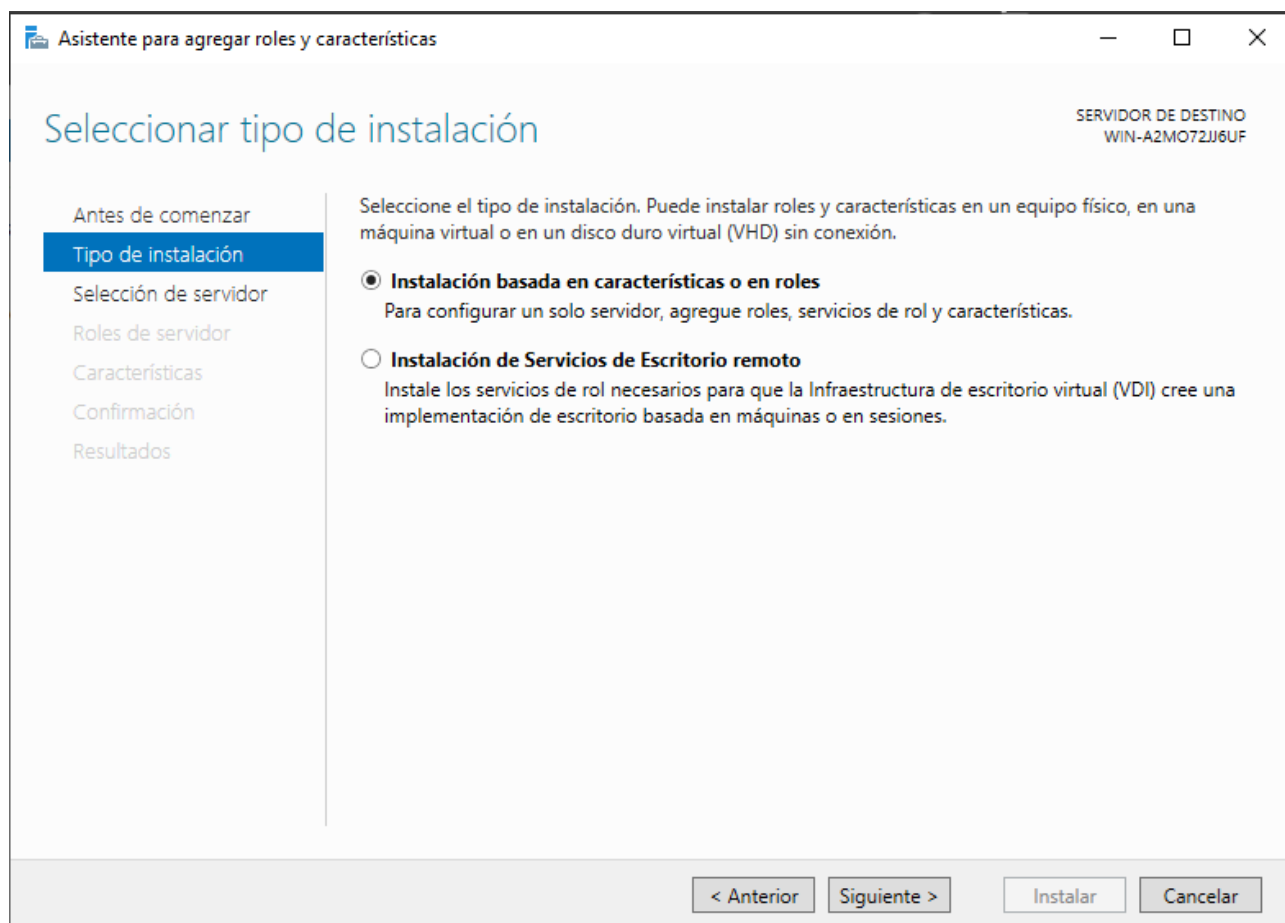 Asistente para agregar roles y características
Seleccionar tipo de instalación
SERVIDOR DE DESTINO
WIN-A2MO72JJ6UF
Antes de comenzar
Tipo de instalación
Selección de servidor
Roles de servidor
Características
Confirmación
Resultados
Seleccione el tipo de instalación. Puede instalar roles y características en un equipo físico, en una
máquina virtual o en un disco duro virtual (VHD) sin conexión.
Instalación basada en características o en roles
Para configurar un solo servidor, agregue roles, servicios de rol y características.
Instalación de Servicios de Escritorio remoto
Instale los servicios de rol necesarios para que la Infraestructura de escritorio virtual (VDI) cree una
implementación de escritorio basada en máquinas o en sesiones.
< Anterior
Siguiente >
Instalar
Cancelar